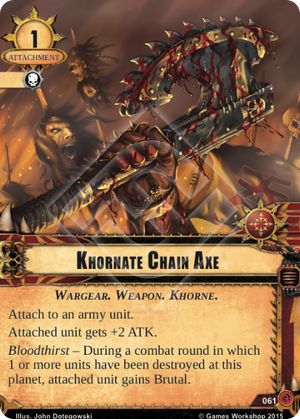 1
ATTACHMENT
KHORNATE CHAIN AXE
WARGEAR. WEAPON. KHORNE.
Attach to an army unit.
Attached unit gets +2 ATK.
Bloodthirst – During a combat round in which
1 or more units have been destroyed at this
planet, attached unit gains Brutal.
061
Illus. John Dotegowski © Games Workshop 2015